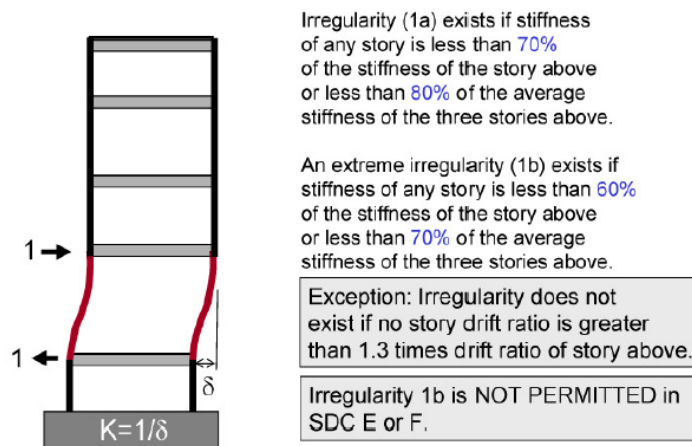 Irregularity (1a) exists if stiffness
of any story is less than 70%
of the stiffness of the story above
or less than 80% of the average
stiffness of the three stories above.
An extreme irregularity (1b) exists if
stiffness of any story is less than 60%
of the stiffness of the story above
or less than 70% of the average
stiffness of the three stories above.
Exception: Irregularity does not
exist if no story drift ratio is greater
than 1.3 times drift ratio of story above.
Irregularity 1b is NOT PERMITTED in
SDC E or F.
1
1
δ
K=1/δ